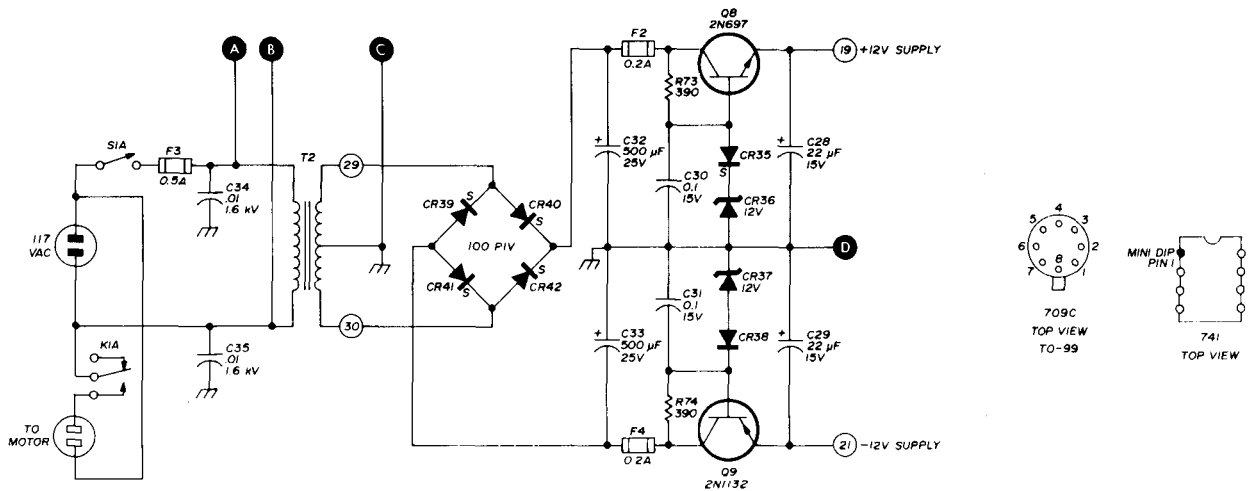 A
B
C
S1A
F3
0.5A
C34
.01
1.6 kV
117
VAC
K1A
C35
.01
1.6 kV
TO
MOTOR
T2
29
30
CR39
S
CR40
S
100 PIV
CR41
S
CR42
S
F2
0.2A
Q8
2N697
19
+12V SUPPLY
R73
390
+
C32
500 µF
25V
C30
0.1
15V
CR35
S
CR36
12V
+
C28
22 µF
15V
D
CR37
12V
C31
0.1
15V
CR38
+
C33
500 µF
25V
+
C29
22 µF
15V
R74
390
F4
0.2A
Q9
2N1132
21
-12V SUPPLY
4
5
3
6
2
7
8
1
709C
TOP VIEW
TO-99
MINI DIP
PIN 1
741
TOP VIEW